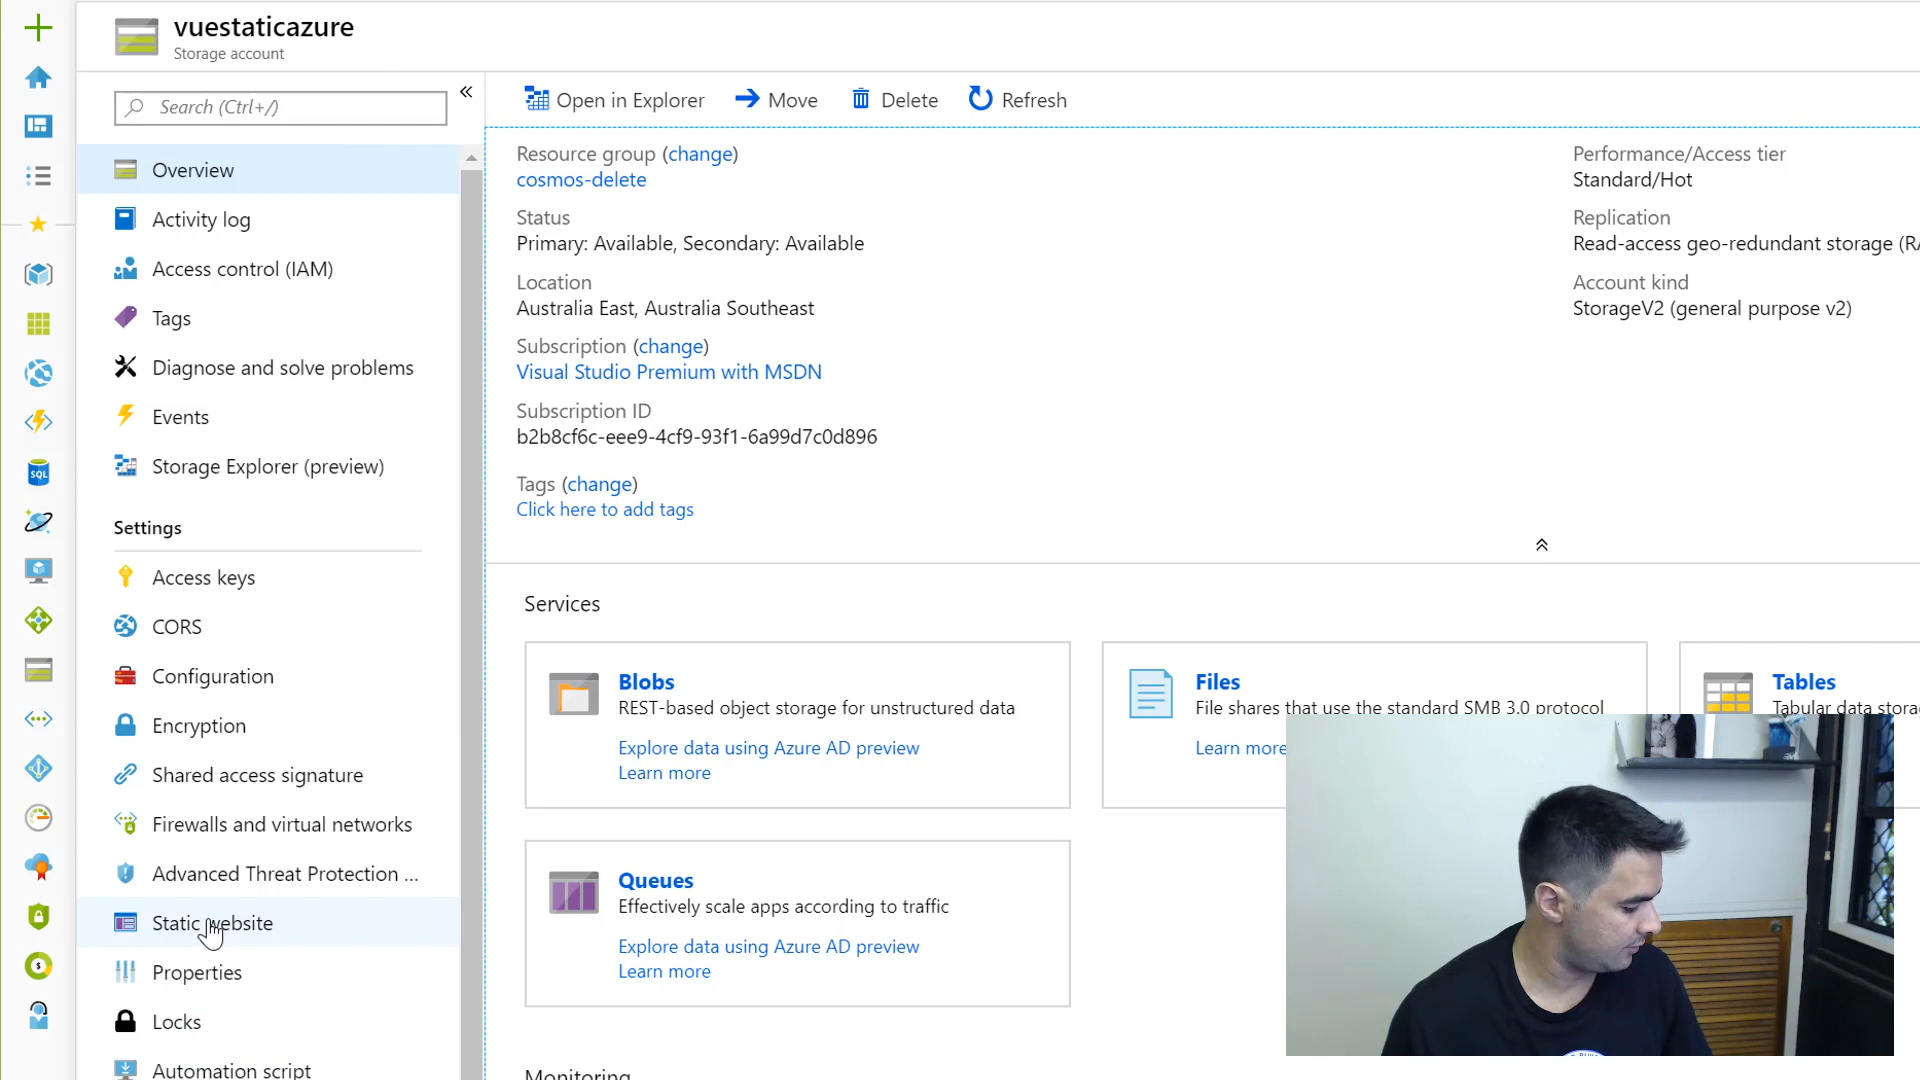 vuestaticazure
Storage account
Search (Ctrl+/)
«
Open in Explorer
Move
Delete
Refresh
Overview
Activity log
Access control (IAM)
Tags
Diagnose and solve problems
Events
Storage Explorer (preview)
Settings
Access keys
CORS
Configuration
Encryption
Shared access signature
Firewalls and virtual networks
Advanced Threat Protection ...
Static website
Properties
Locks
Automation script
Resource group (change)
cosmos-delete
Status
Primary: Available, Secondary: Available
Location
Australia East, Australia Southeast
Subscription (change)
Visual Studio Premium with MSDN
Subscription ID
b2b8cf6c-eee9-4cf9-93f1-6a99d7c0d896
Tags (change)
Click here to add tags
Performance/Access tier
Standard/Hot
Replication
Read-access geo-redundant storage (RA
Account kind
StorageV2 (general purpose v2)
Services
Blobs
REST-based object storage for unstructured data
Explore data using Azure AD preview
Learn more
Files
File shares that use the standard SMB 3.0 protocol
Learn more
Tables
Tabular data storag
Queues
Effectively scale apps according to traffic
Explore data using Azure AD preview
Learn more
Monitoring
SQL